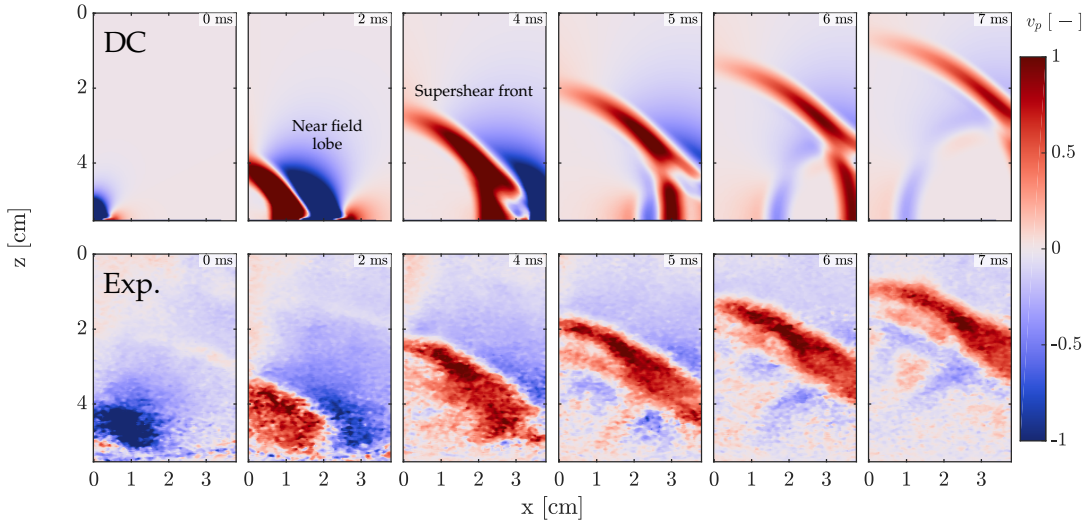 0 ms 2 ms 4 ms 5 ms 6 ms 7 ms v_p [ − ]
DC
Near field
lobe
Supershear front
0
2
4
z [cm]
0 ms 2 ms 4 ms 5 ms 6 ms 7 ms
Exp.
0
2
4
0 1 2 3 0 1 2 3 0 1 2 3 0 1 2 3 0 1 2 3 0 1 2 3
x [cm]
1
0.5
0
-0.5
-1